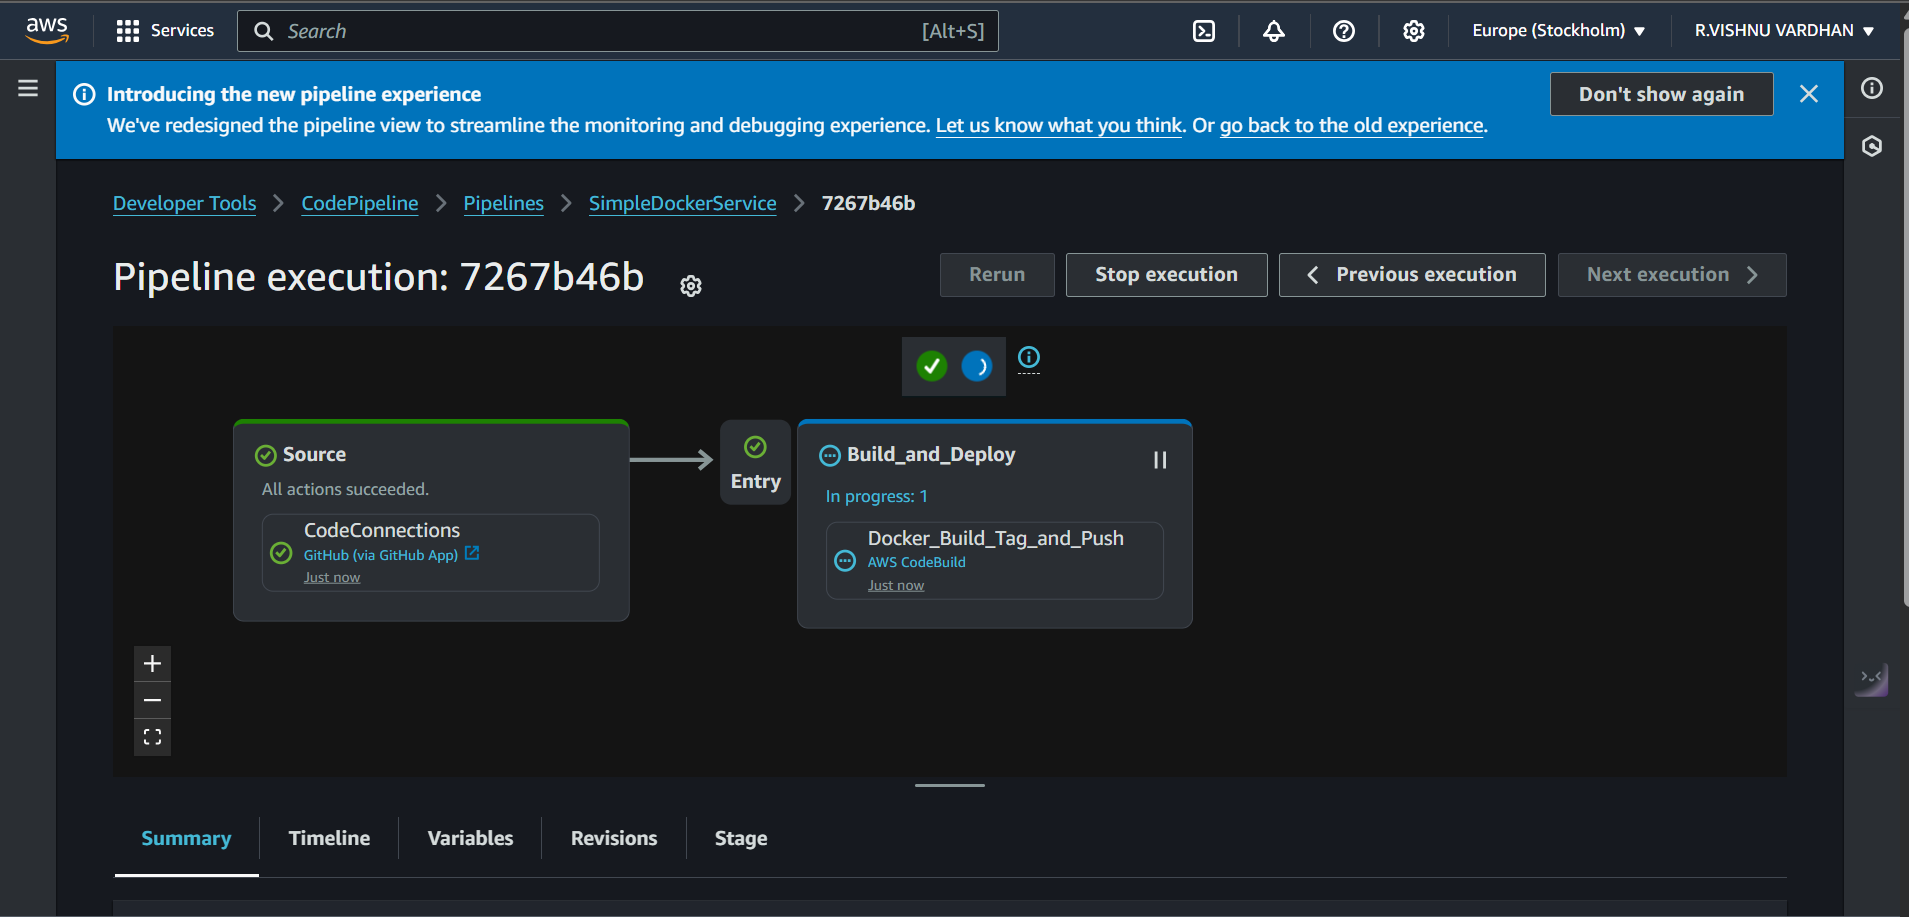 aws
Services
Search
[Alt+S]
Europe (Stockholm)
R.VISHNU VARDHAN
Introducing the new pipeline experience
Don't show again
We've redesigned the pipeline view to streamline the monitoring and debugging experience. Let us know what you think. Or go back to the old experience.
Developer Tools
CodePipeline
Pipelines
SimpleDockerService
7267b46b
Pipeline execution: 7267b46b
Rerun
Stop execution
Previous execution
Next execution
Source
All actions succeeded.
CodeConnections
GitHub (via GitHub App)
Just now
Entry
Build_and_Deploy
In progress: 1
Docker_Build_Tag_and_Push
AWS CodeBuild
Just now
Summary
Timeline
Variables
Revisions
Stage